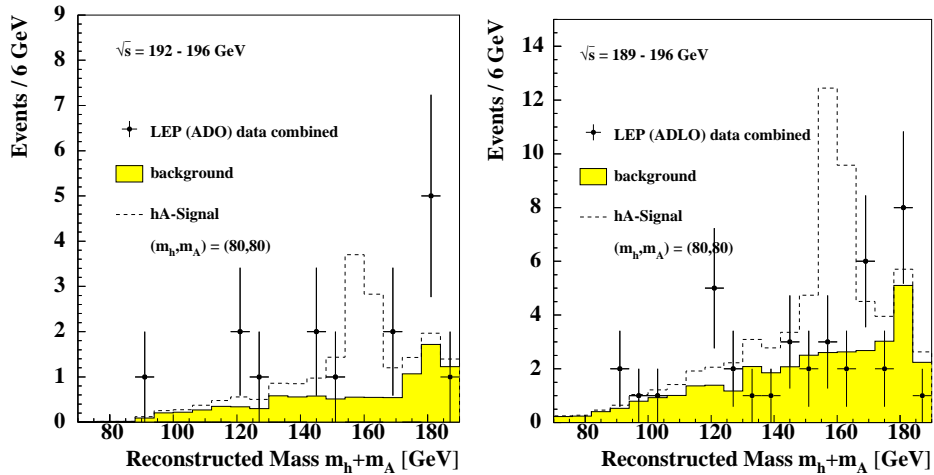 Events / 6 GeV
9
8
7
6
5
4
3
2
1
0
√s = 192 - 196 GeV
LEP (ADO) data combined
background
hA-Signal
(m_h,m_A) = (80,80)
80 100 120 140 160 180
Reconstructed Mass m_h+m_A [GeV]
Events / 6 GeV
14
12
10
8
6
4
2
0
√s = 189 - 196 GeV
LEP (ADLO) data combined
background
hA-Signal
(m_h,m_A) = (80,80)
80 100 120 140 160 180
Reconstructed Mass m_h+m_A [GeV]